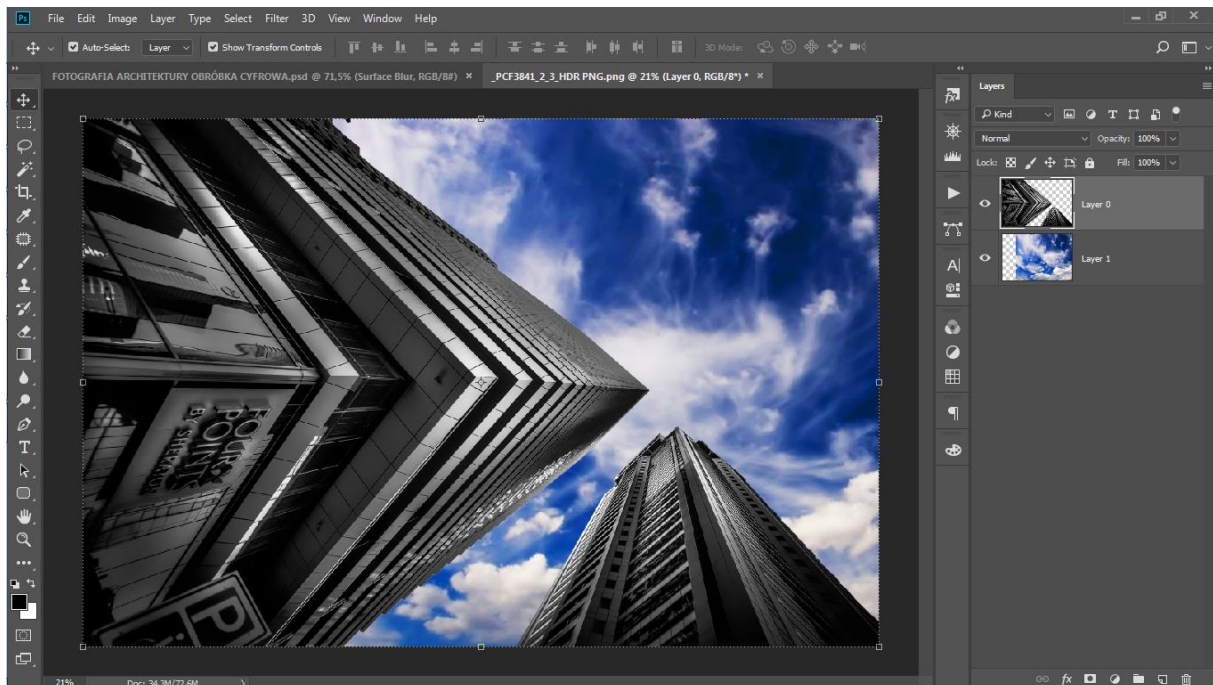 Ps File Edit Image Layer Type Select Filter 3D View Window Help
Auto-Select: Layer Show Transform Controls 3D Mode:
FOTOGRAFIA ARCHITEKTURY OBRÓBKA CYFROWA.psd @ 71,5% (Surface Blur, RGB/8#) × _PCF3841_2_3_HDR PNG.png @ 21% (Layer 0, RGB/8*) * ×
Layers
Kind
Normal Opacity: 100%
Lock: Fill: 100%
Layer 0
Layer 1
FOUR
POINTS
BY SHERATON
P
21% Doc: 34,3M/72,6M